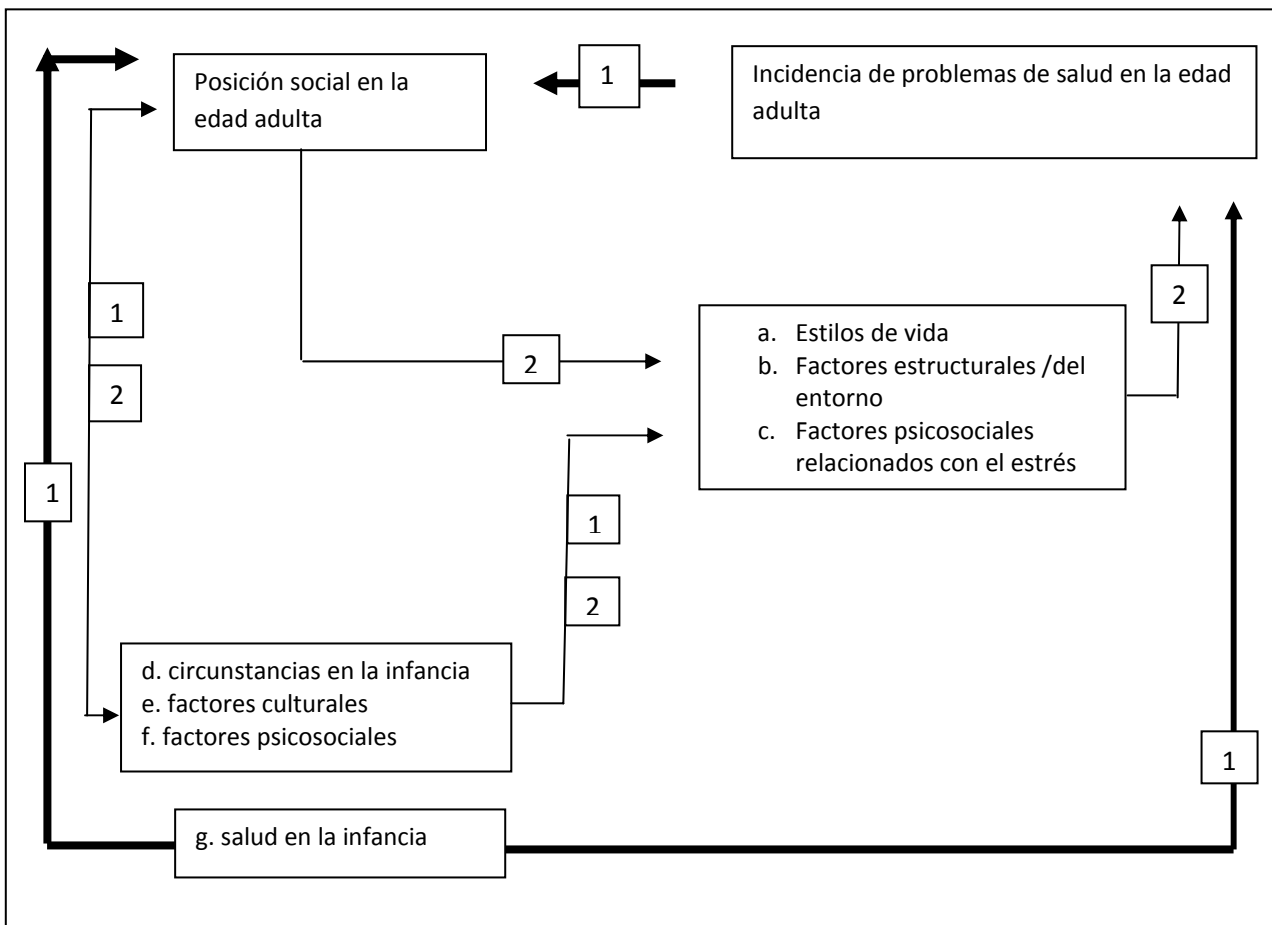 Posición social en la
edad adulta
1
Incidencia de problemas de salud en la edad
adulta
1
2
1
2
a. Estilos de vida
b. Factores estructurales /del
entorno
c. Factores psicosociales
relacionados con el estrés
2
1
2
d. circunstancias en la infancia
e. factores culturales
f. factores psicosociales
1
g. salud en la infancia